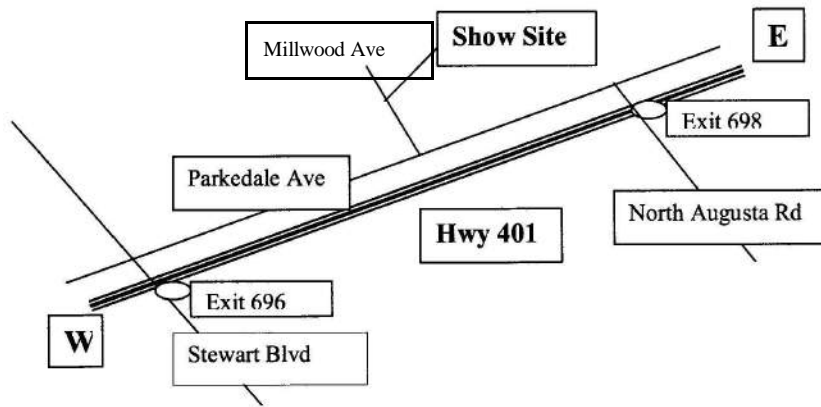 Millwood Ave
Show Site
E
Exit 698
Parkedale Ave
North Augusta Rd
Hwy 401
Exit 696
W
Stewart Blvd